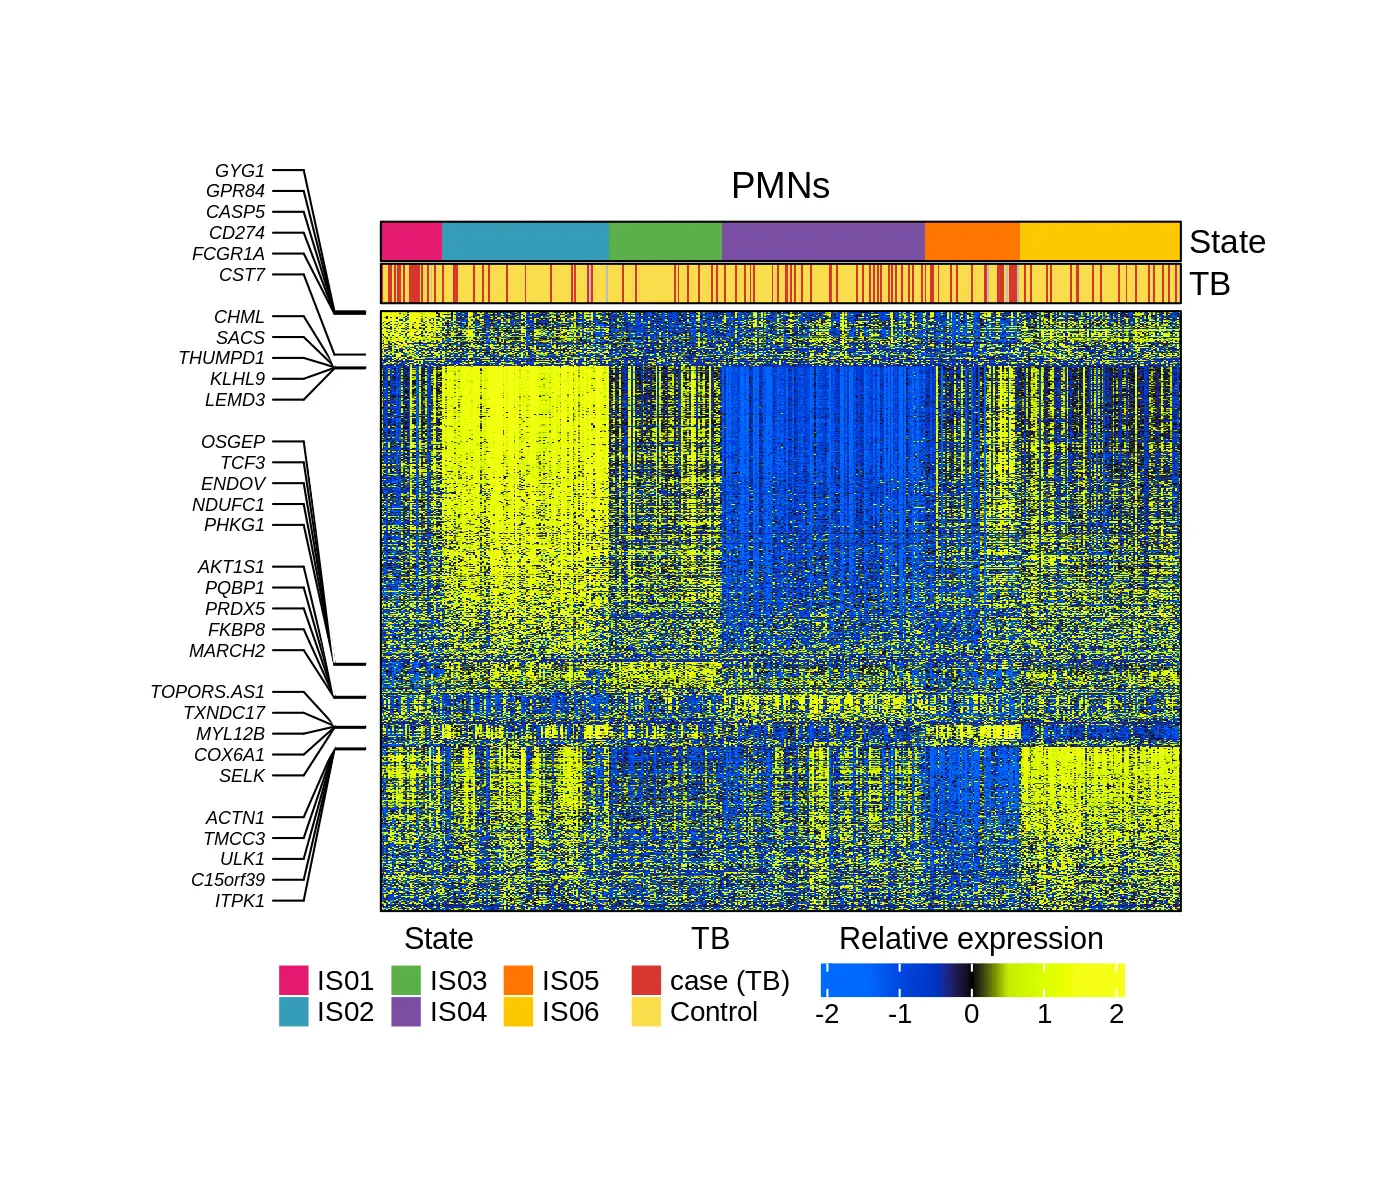 PMNs
State
TB
GYG1
GPR84
CASP5
CD274
FCGR1A
CST7
CHML
SACS
THUMPD1
KLHL9
LEMD3
OSGEP
TCF3
ENDOV
NDUFC1
PHKG1
AKT1S1
PQBP1
PRDX5
FKBP8
MARCH2
TOPORS.AS1
TXNDC17
MYL12B
COX6A1
SELK
ACTN1
TMCC3
ULK1
C15orf39
ITPK1
State TB Relative expression
IS01 IS03 IS05 case (TB)
IS02 IS04 IS06 Control
-2 -1 0 1 2